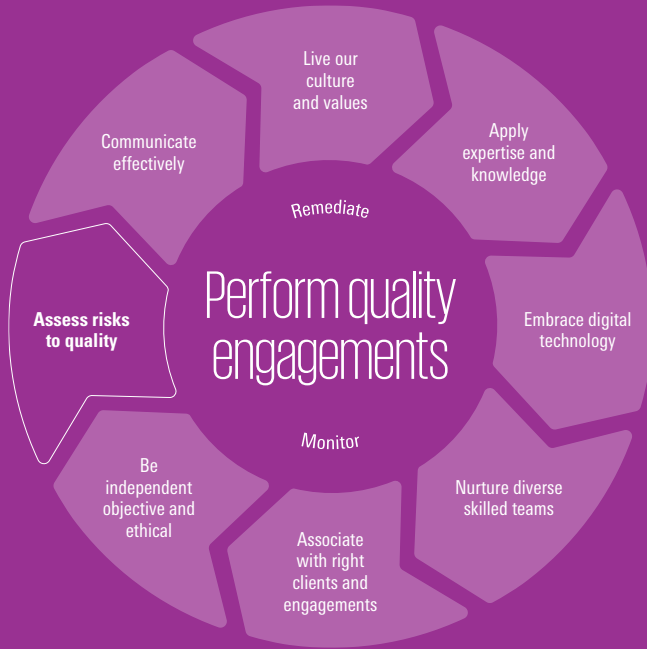 Live our
culture
and values
Apply
expertise and
knowledge
Embrace digital
technology
Nurture diverse
skilled teams
Associate
with right
clients and
engagements
Be
independent
objective and
ethical
Assess risks
to quality
Communicate
effectively
Remediate
Perform quality
engagements
Monitor